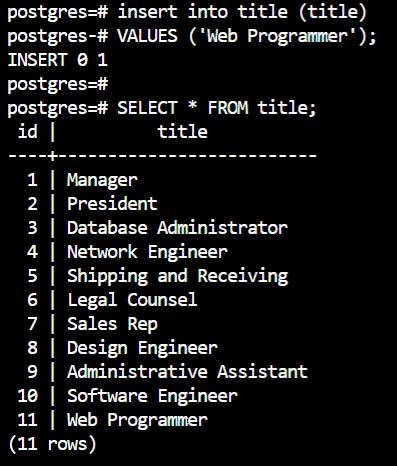 postgres=# insert into title (title)
postgres-# VALUES ('Web Programmer');
INSERT 0 1
postgres=#
postgres=# SELECT * FROM title;
 id |          title
----+--------------------------
  1 | Manager
  2 | President
  3 | Database Administrator
  4 | Network Engineer
  5 | Shipping and Receiving
  6 | Legal Counsel
  7 | Sales Rep
  8 | Design Engineer
  9 | Administrative Assistant
 10 | Software Engineer
 11 | Web Programmer
(11 rows)